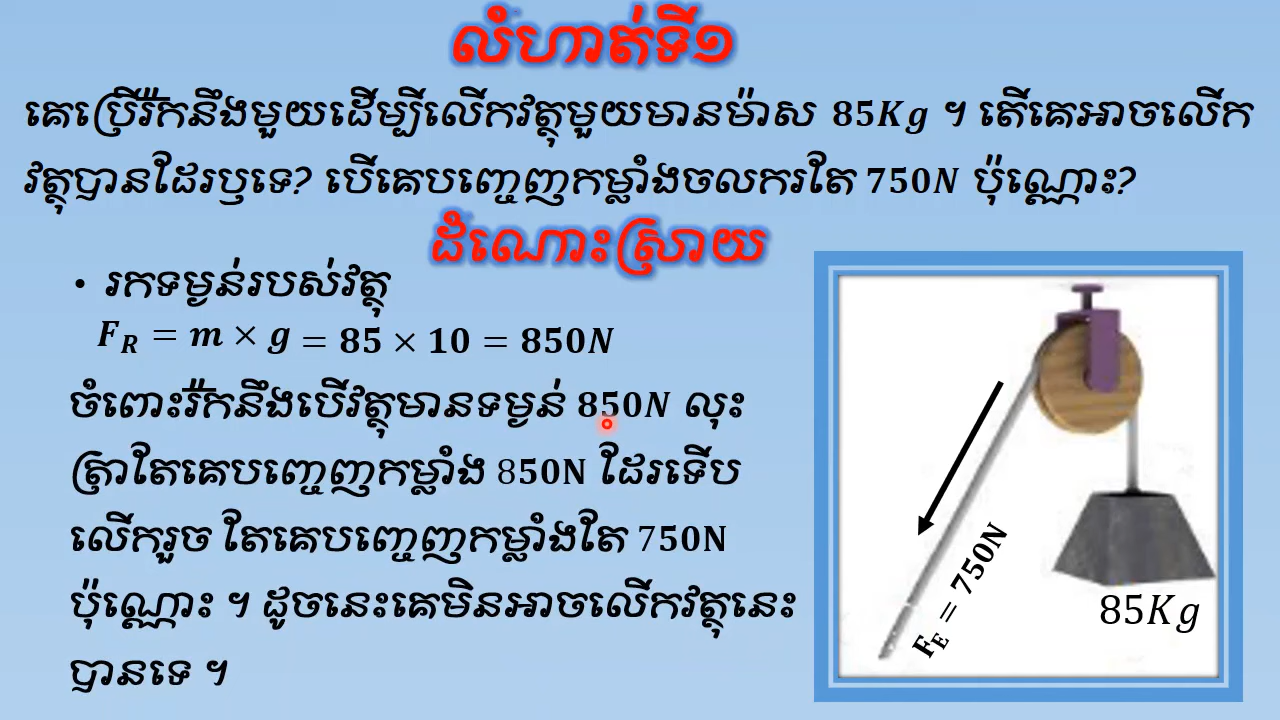 លំហាត់ទី១
គេប្រើរ៉កនឹងមួយដើម្បីលើកវត្ថុមួយមានម៉ាស 85Kg ។ តើគេអាចលើក
វត្ថុបានដែរឬទេ? បើគេបញ្ចេញកម្លាំងចលករតែ 750N ប៉ុណ្ណោះ?
ដំណោះស្រាយ
• រកទម្ងន់របស់វត្ថុ
F_R = m × g = 85 × 10 = 850N
ចំពោះរ៉កនឹងបើវត្ថុមានទម្ងន់ 850N លុះ
ត្រាតែគេបញ្ចេញកម្លាំង 850N ដែរទើប
លើករួច តែគេបញ្ចេញកម្លាំងតែ 750N
ប៉ុណ្ណោះ ។ ដូចនេះគេមិនអាចលើកវត្ថុនេះ
បានទេ ។
F_E = 750N
85Kg